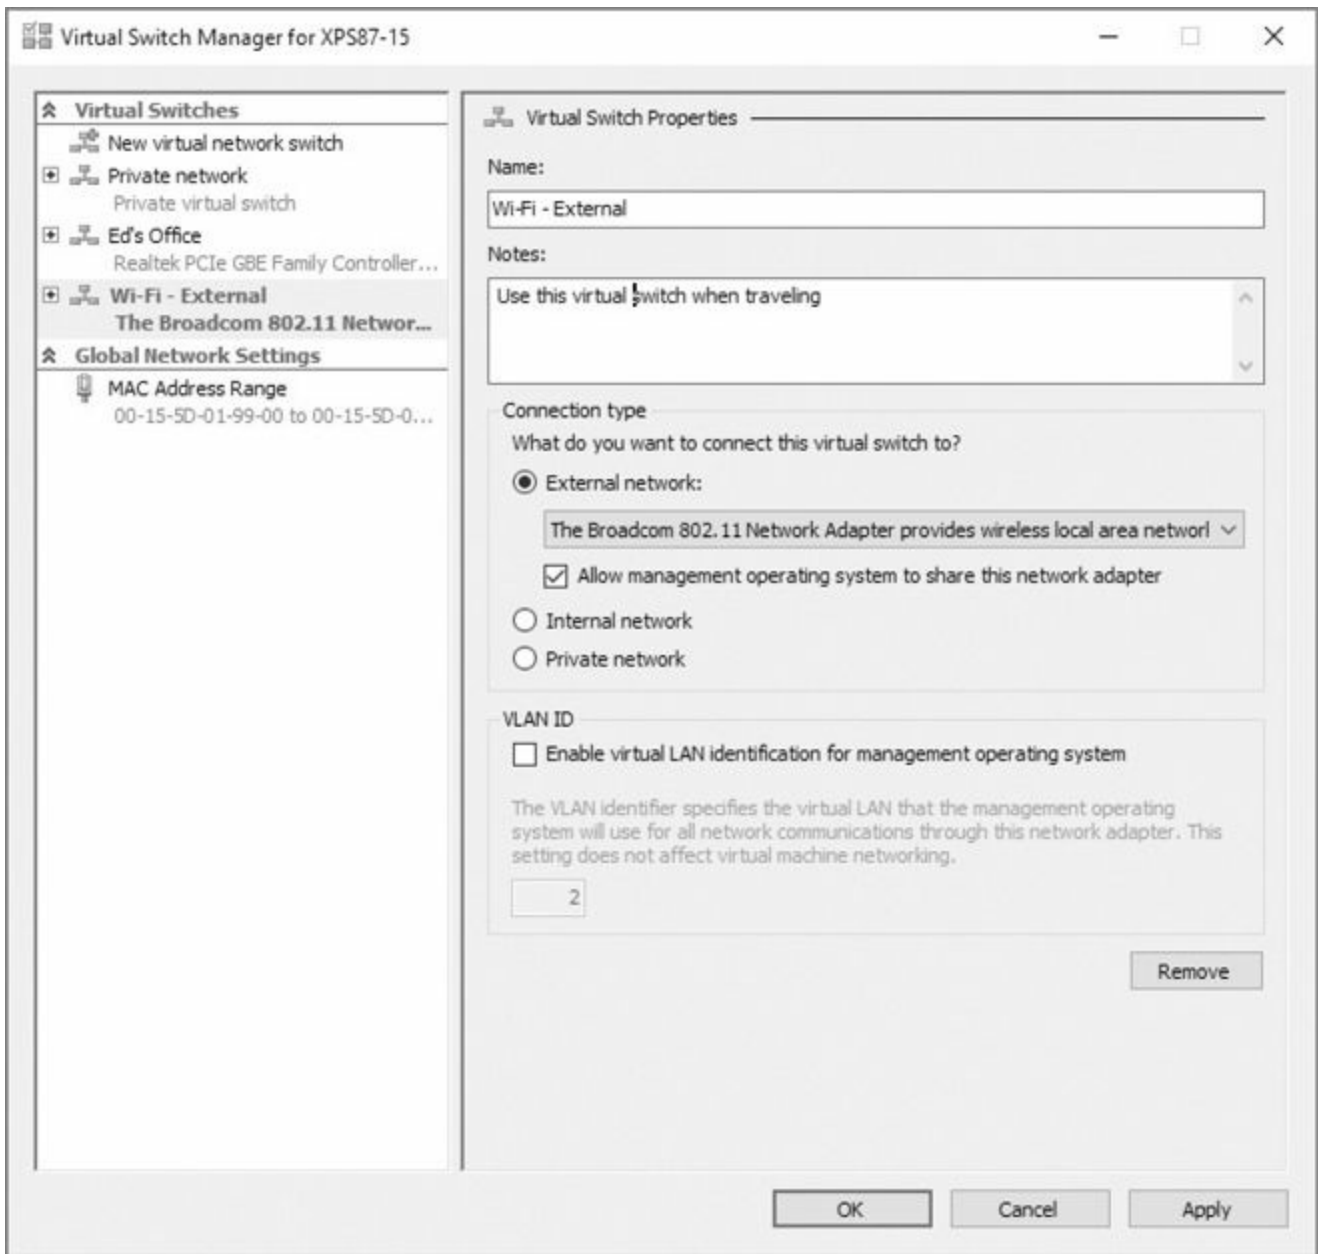 Virtual Switch Manager for XPS87-15
Virtual Switches
New virtual network switch
Private network
Private virtual switch
Ed's Office
Realtek PCIe GBE Family Controller...
Wi-Fi - External
The Broadcom 802.11 Networ...
Global Network Settings
MAC Address Range
00-15-5D-01-99-00 to 00-15-5D-0...
Virtual Switch Properties
Name:
Wi-Fi - External
Notes:
Use this virtual switch when traveling
Connection type
What do you want to connect this virtual switch to?
External network:
The Broadcom 802.11 Network Adapter provides wireless local area networl
Allow management operating system to share this network adapter
Internal network
Private network
VLAN ID
Enable virtual LAN identification for management operating system
The VLAN identifier specifies the virtual LAN that the management operating
system will use for all network communications through this network adapter. This
setting does not affect virtual machine networking.
2
Remove
OK
Cancel
Apply